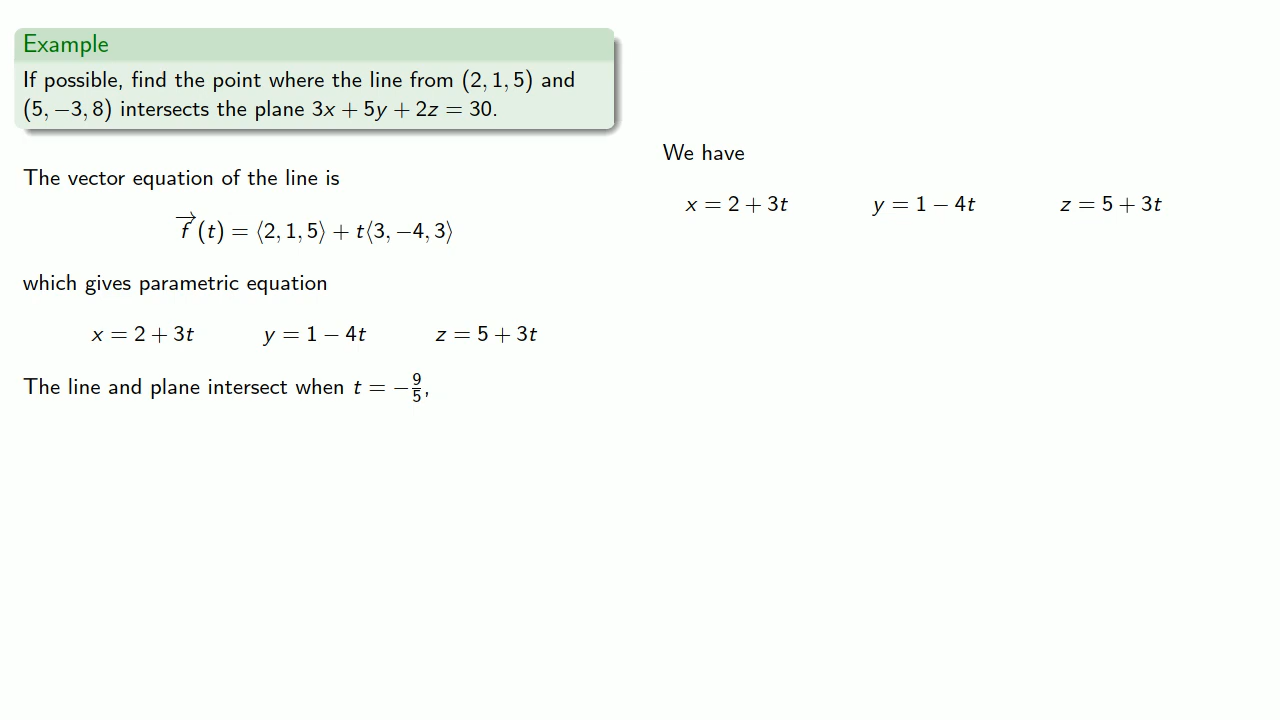 Example
If possible, find the point where the line from (2, 1, 5) and
(5, −3, 8) intersects the plane 3x + 5y + 2z = 30.
The vector equation of the line is
f⃗(t) = ⟨2, 1, 5⟩ + t⟨3, −4, 3⟩
which gives parametric equation
x = 2 + 3t y = 1 − 4t z = 5 + 3t
The line and plane intersect when t = −9/5,
We have
x = 2 + 3t y = 1 − 4t z = 5 + 3t